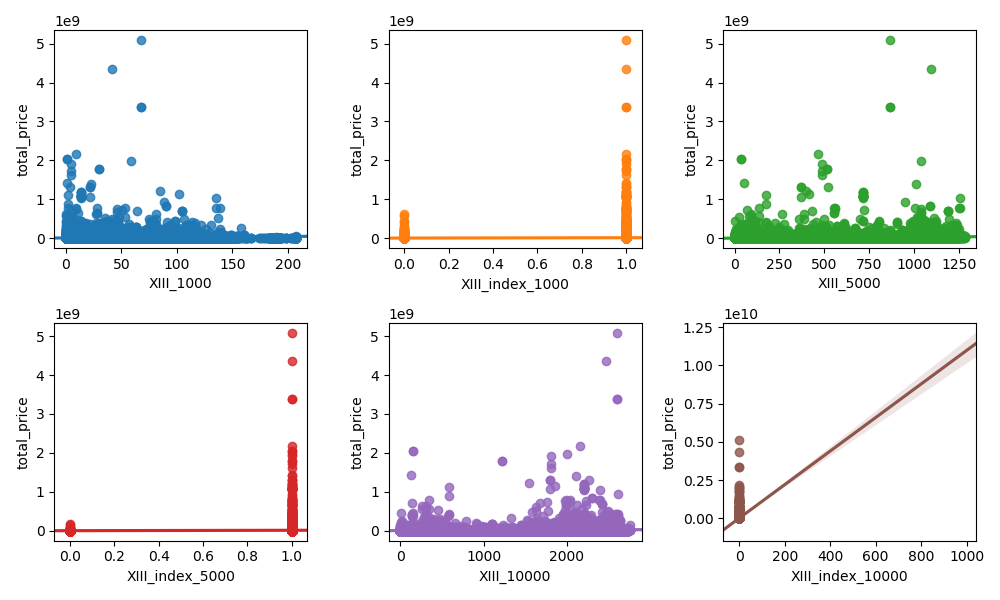 1e9
total_price
5
4
3
2
1
0
0 50 100 150 200
XIII_1000
1e9
total_price
5
4
3
2
1
0
0.0 0.2 0.4 0.6 0.8 1.0
XIII_index_1000
1e9
total_price
5
4
3
2
1
0
0 250 500 750 1000 1250
XIII_5000
1e9
total_price
5
4
3
2
1
0
0.0 0.2 0.4 0.6 0.8 1.0
XIII_index_5000
1e9
total_price
5
4
3
2
1
0
0 1000 2000
XIII_10000
1e10
total_price
1.25
1.00
0.75
0.50
0.25
0.00
0 200 400 600 800 1000
XIII_index_10000